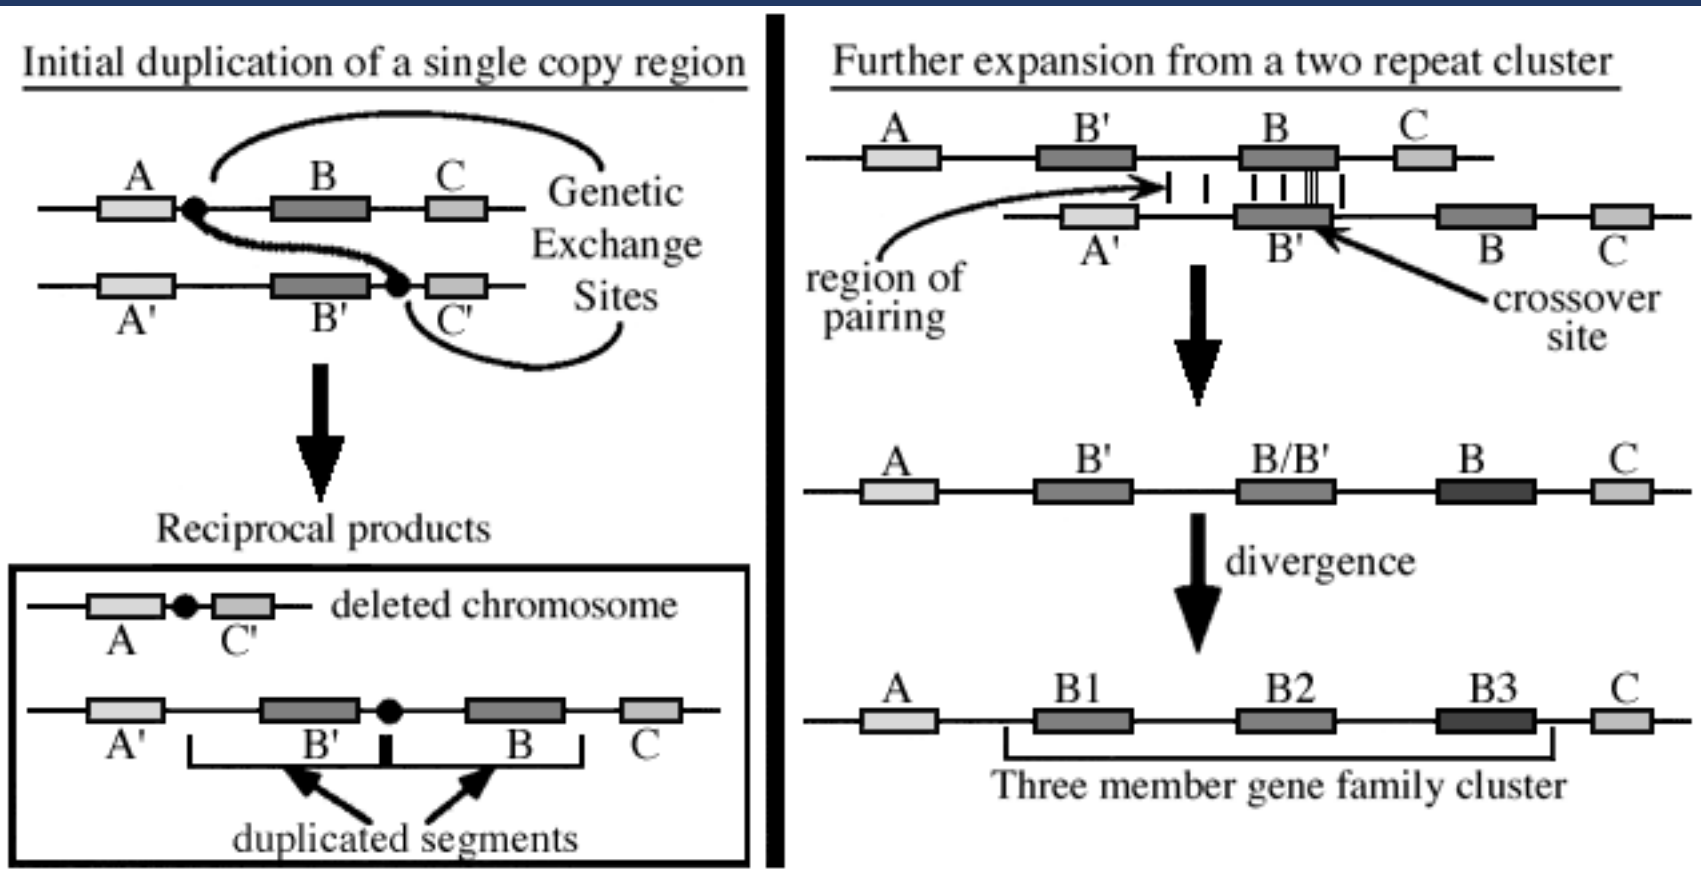 Initial duplication of a single copy region
A B C
Genetic
Exchange
Sites
A' B' C'
Reciprocal products
deleted chromosome
A C'
A' B' B C
duplicated segments
Further expansion from a two repeat cluster
A B' B C
A' B' B C
region of
pairing
crossover
site
A B' B/B' B C
divergence
A B1 B2 B3 C
Three member gene family cluster